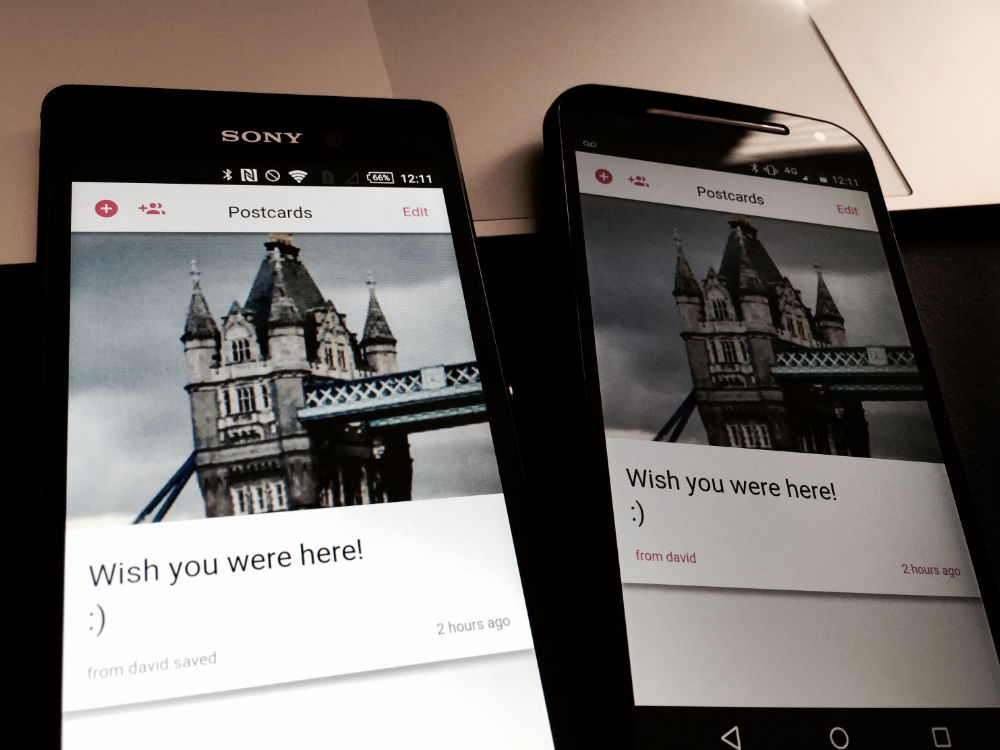 SONY
66% 12:11
Postcards Edit
Wish you were here!
:)
2 hours ago
from david saved
4G 12:11
Postcards Edit
Wish you were here!
:)
from david
2 hours ago